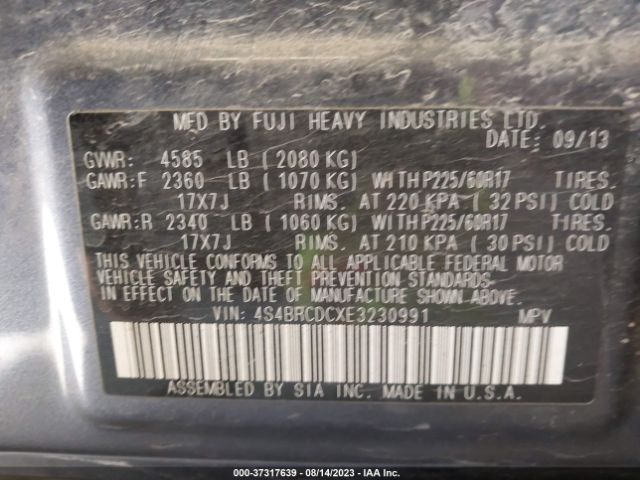 MFD BY FUJI HEAVY INDUSTRIES LTD.
DATE: 09/13
GVWR: 4585 LB ( 2080 KG)
GAWR:F 2360 LB ( 1070 KG) WITH P225/60R17 TIRES.
17X7J RIMS. AT 220 KPA ( 32 PSI) COLD
GAWR:R 2340 LB ( 1060 KG) WITH P225/60R17 TIRES.
17X7J RIMS. AT 210 KPA ( 30 PSI) COLD
THIS VEHICLE CONFORMS TO ALL APPLICABLE FEDERAL MOTOR
VEHICLE SAFETY AND THEFT PREVENTION STANDARDS
IN EFFECT ON THE DATE OF MANUFACTURE SHOWN ABOVE.
VIN: 4S4BRCDCXE3230991 MPV
ASSEMBLED BY SIA INC. MADE IN U.S.A.
000-37317639 - 08/14/2023 - IAA Inc.